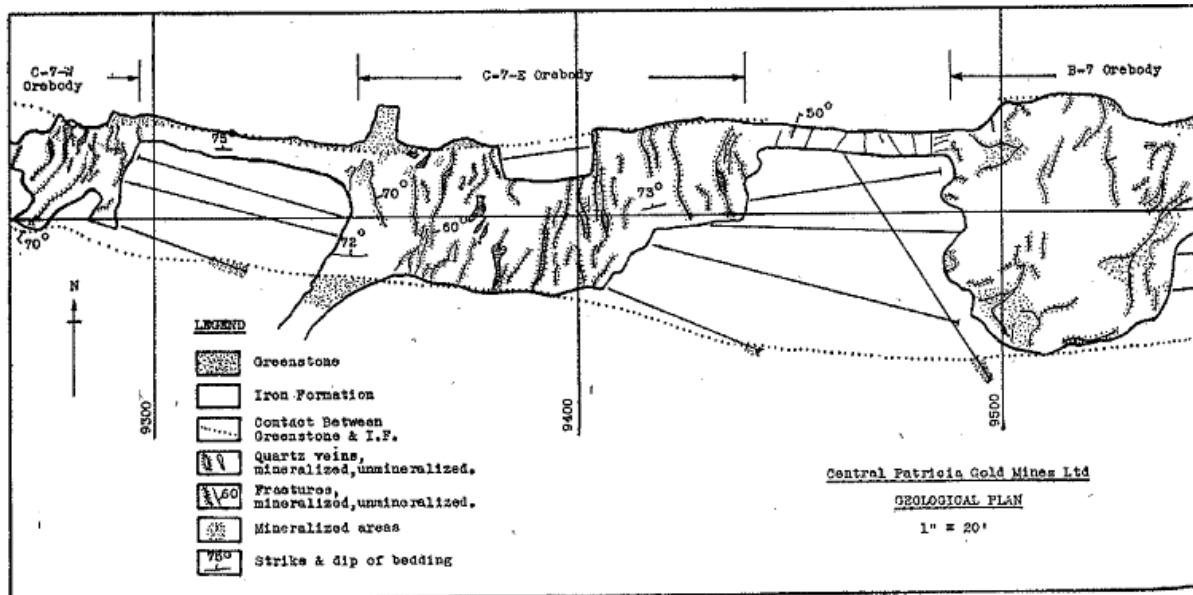 C-7-W
Orebody
C-7-E Orebody
B-7 Orebody
50°
75
70°
73°
60°
70°
72°
N
9300
9400
9500
LEGEND
Greenstone
Iron Formation
Contact Between
Greenstone & I.F.
Quartz veins,
mineralized,unmineralized.
60
Fractures,
mineralized,unmineralized.
Mineralized areas
75°
Strike & dip of bedding
Central Patricia Gold Mines Ltd
GEOLOGICAL PLAN
1" = 20'